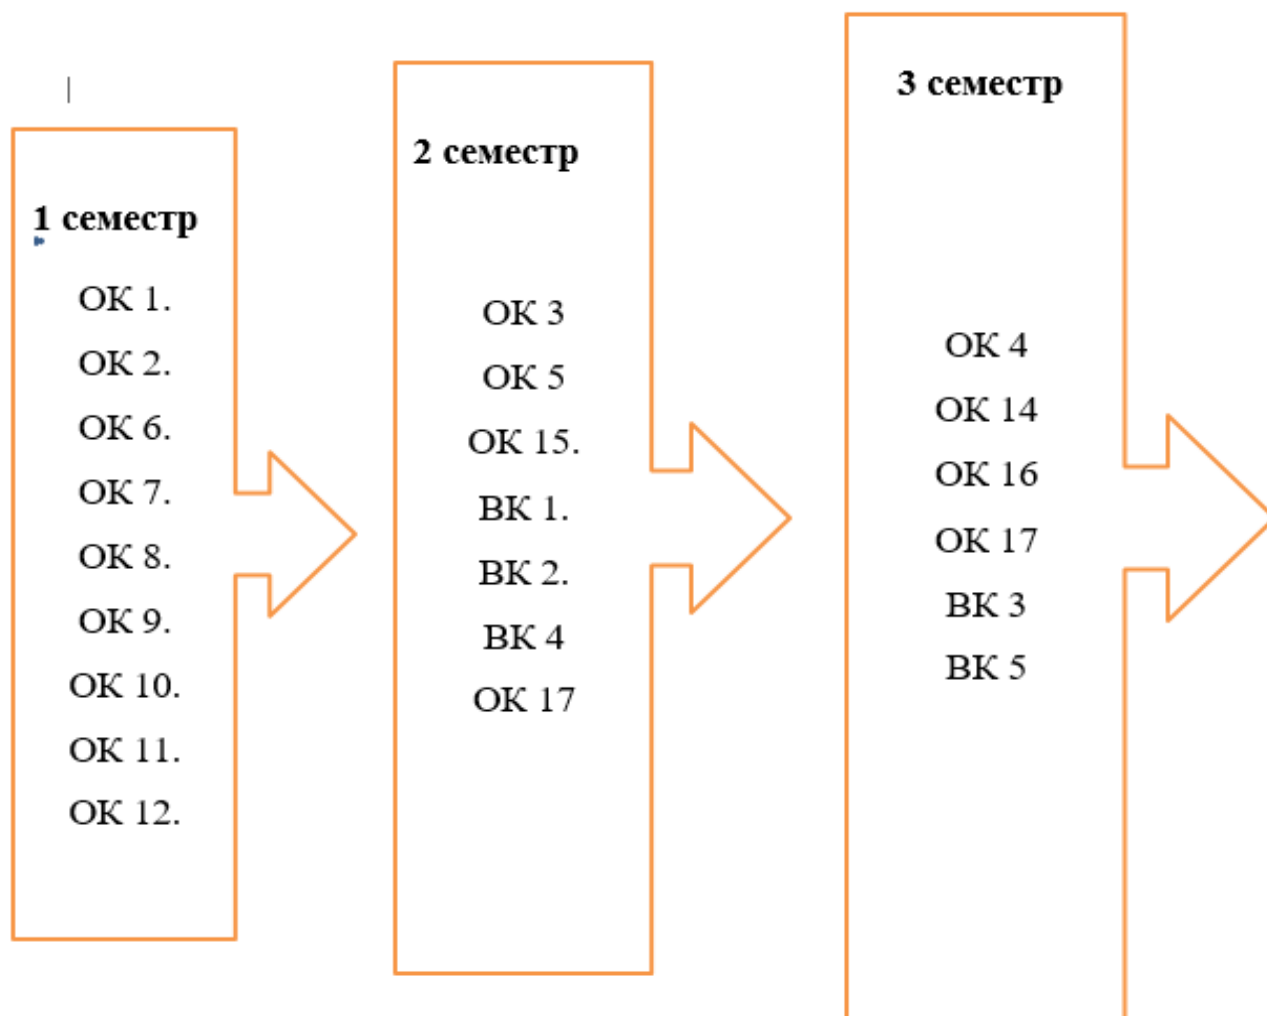 1 семестр
ОК 1.
ОК 2.
ОК 6.
ОК 7.
ОК 8.
ОК 9.
ОК 10.
ОК 11.
ОК 12.
2 семестр
ОК 3
ОК 5
ОК 15.
ВК 1.
ВК 2.
ВК 4
ОК 17
3 семестр
ОК 4
ОК 14
ОК 16
ОК 17
ВК 3
ВК 5